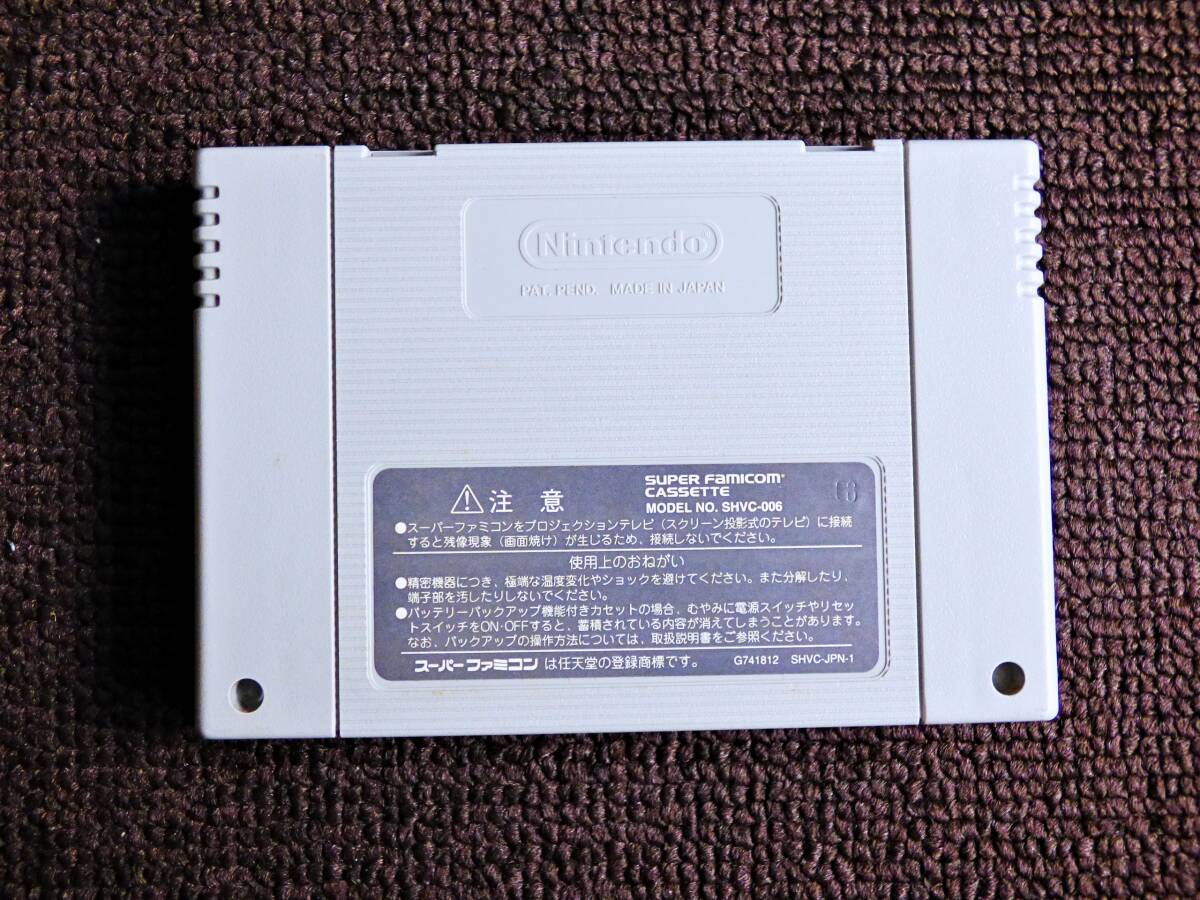 Nintendo
PAT. PEND. MADE IN JAPAN
⚠注 意
SUPER Famicom
CASSETTE
MODEL NO. SHVC-006
●スーパーファミコンをプロジェクションテレビ(スクリーン投影式のテレビ)に接続
すると残像現象(画面焼け)が生じるため、接続しないでください。
使用上のおねがい
●精密機器につき、極端な温度変化やショックを避けてください。また分解したり、
端子部を汚したりしないでください。
●バッテリーバックアップ機能付きカセットの場合、むやみに電源スイッチやリセッ
トスイッチをON・OFFすると、蓄積されている内容が消えてしまうことがあります。
なお、バックアップの操作方法については、取扱説明書をご参照ください。
スーパーファミコン は任天堂の登録商標です。 G741812 SHVC-JPN-1